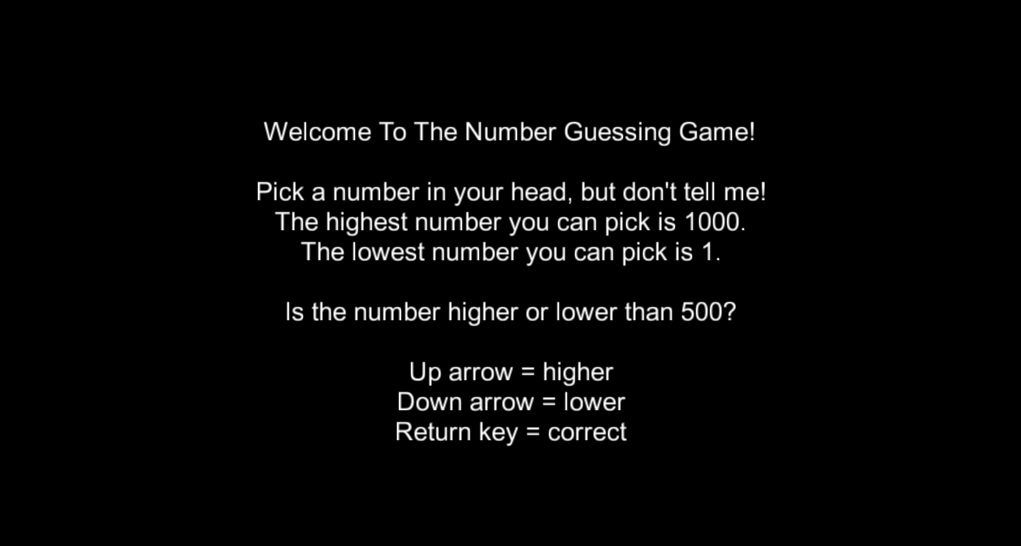 Welcome To The Number Guessing Game!
Pick a number in your head, but don't tell me!
The highest number you can pick is 1000.
The lowest number you can pick is 1.
Is the number higher or lower than 500?
Up arrow = higher
Down arrow = lower
Return key = correct